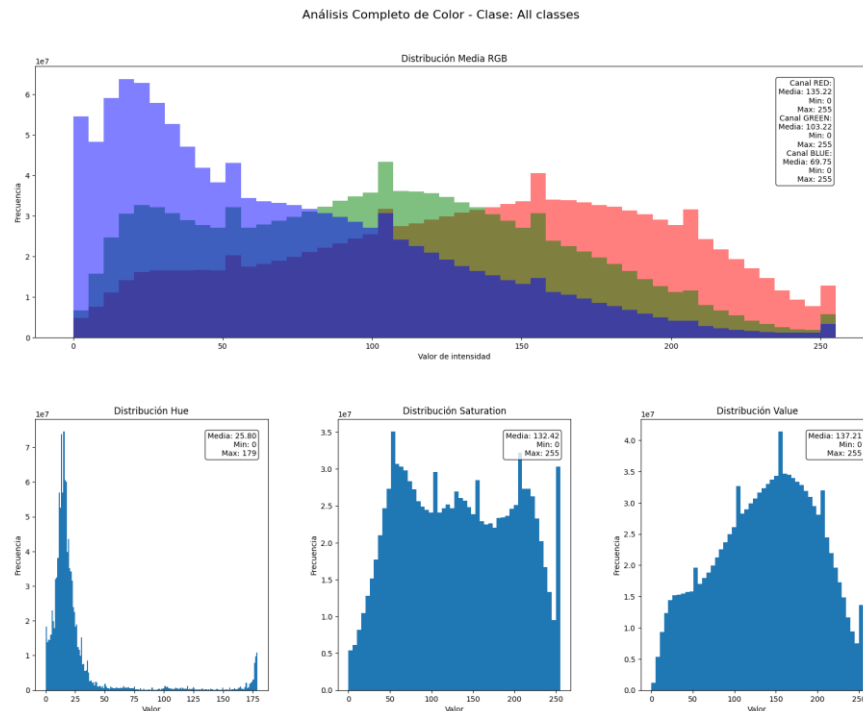 Análisis Completo de Color - Clase: All classes
Distribución Media RGB
1e7
Canal RED:
Media: 135.22
Min: 0
Max: 255
Canal GREEN:
Media: 103.22
Min: 0
Max: 255
Canal BLUE:
Media: 69.75
Min: 0
Max: 255
Frecuencia
6
5
4
3
2
1
0
0 50 100 150 200 250
Valor de intensidad
Distribución Hue
1e7
Media: 25.80
Min: 0
Max: 179
Frecuencia
7
6
5
4
3
2
1
0
0 25 50 75 100 125 150 175
Valor
Distribución Saturation
1e7
Media: 132.42
Min: 0
Max: 255
Frecuencia
3.5
3.0
2.5
2.0
1.5
1.0
0.5
0.0
0 50 100 150 200 250
Valor
Distribución Value
1e7
Media: 137.21
Min: 0
Max: 255
Frecuencia
4.0
3.5
3.0
2.5
2.0
1.5
1.0
0.5
0.0
0 50 100 150 200 250
Valor